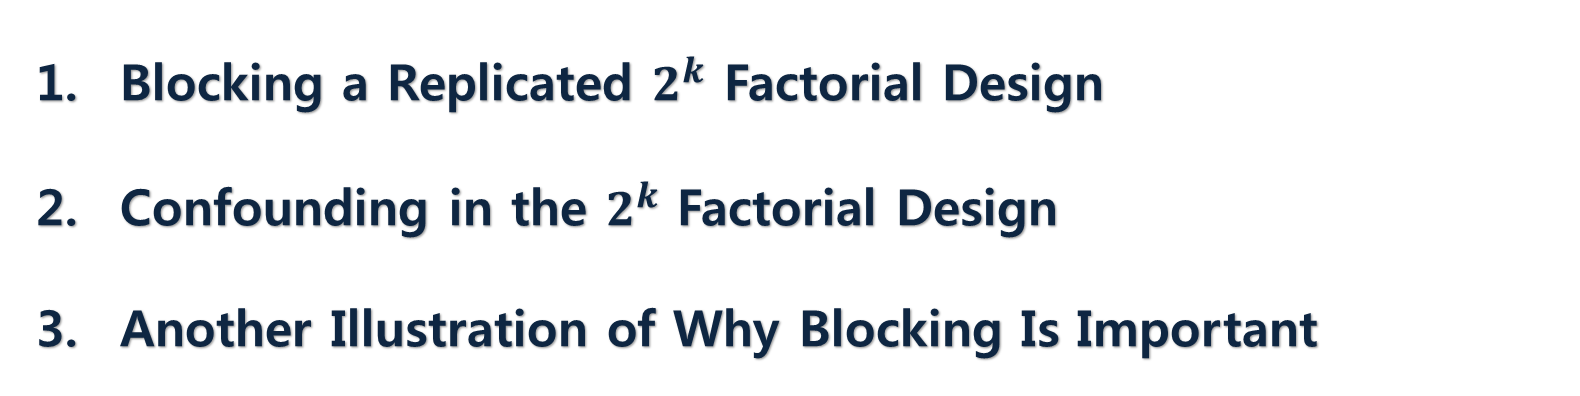 1. Blocking a Replicated 2^k Factorial Design
2. Confounding in the 2^k Factorial Design
3. Another Illustration of Why Blocking Is Important